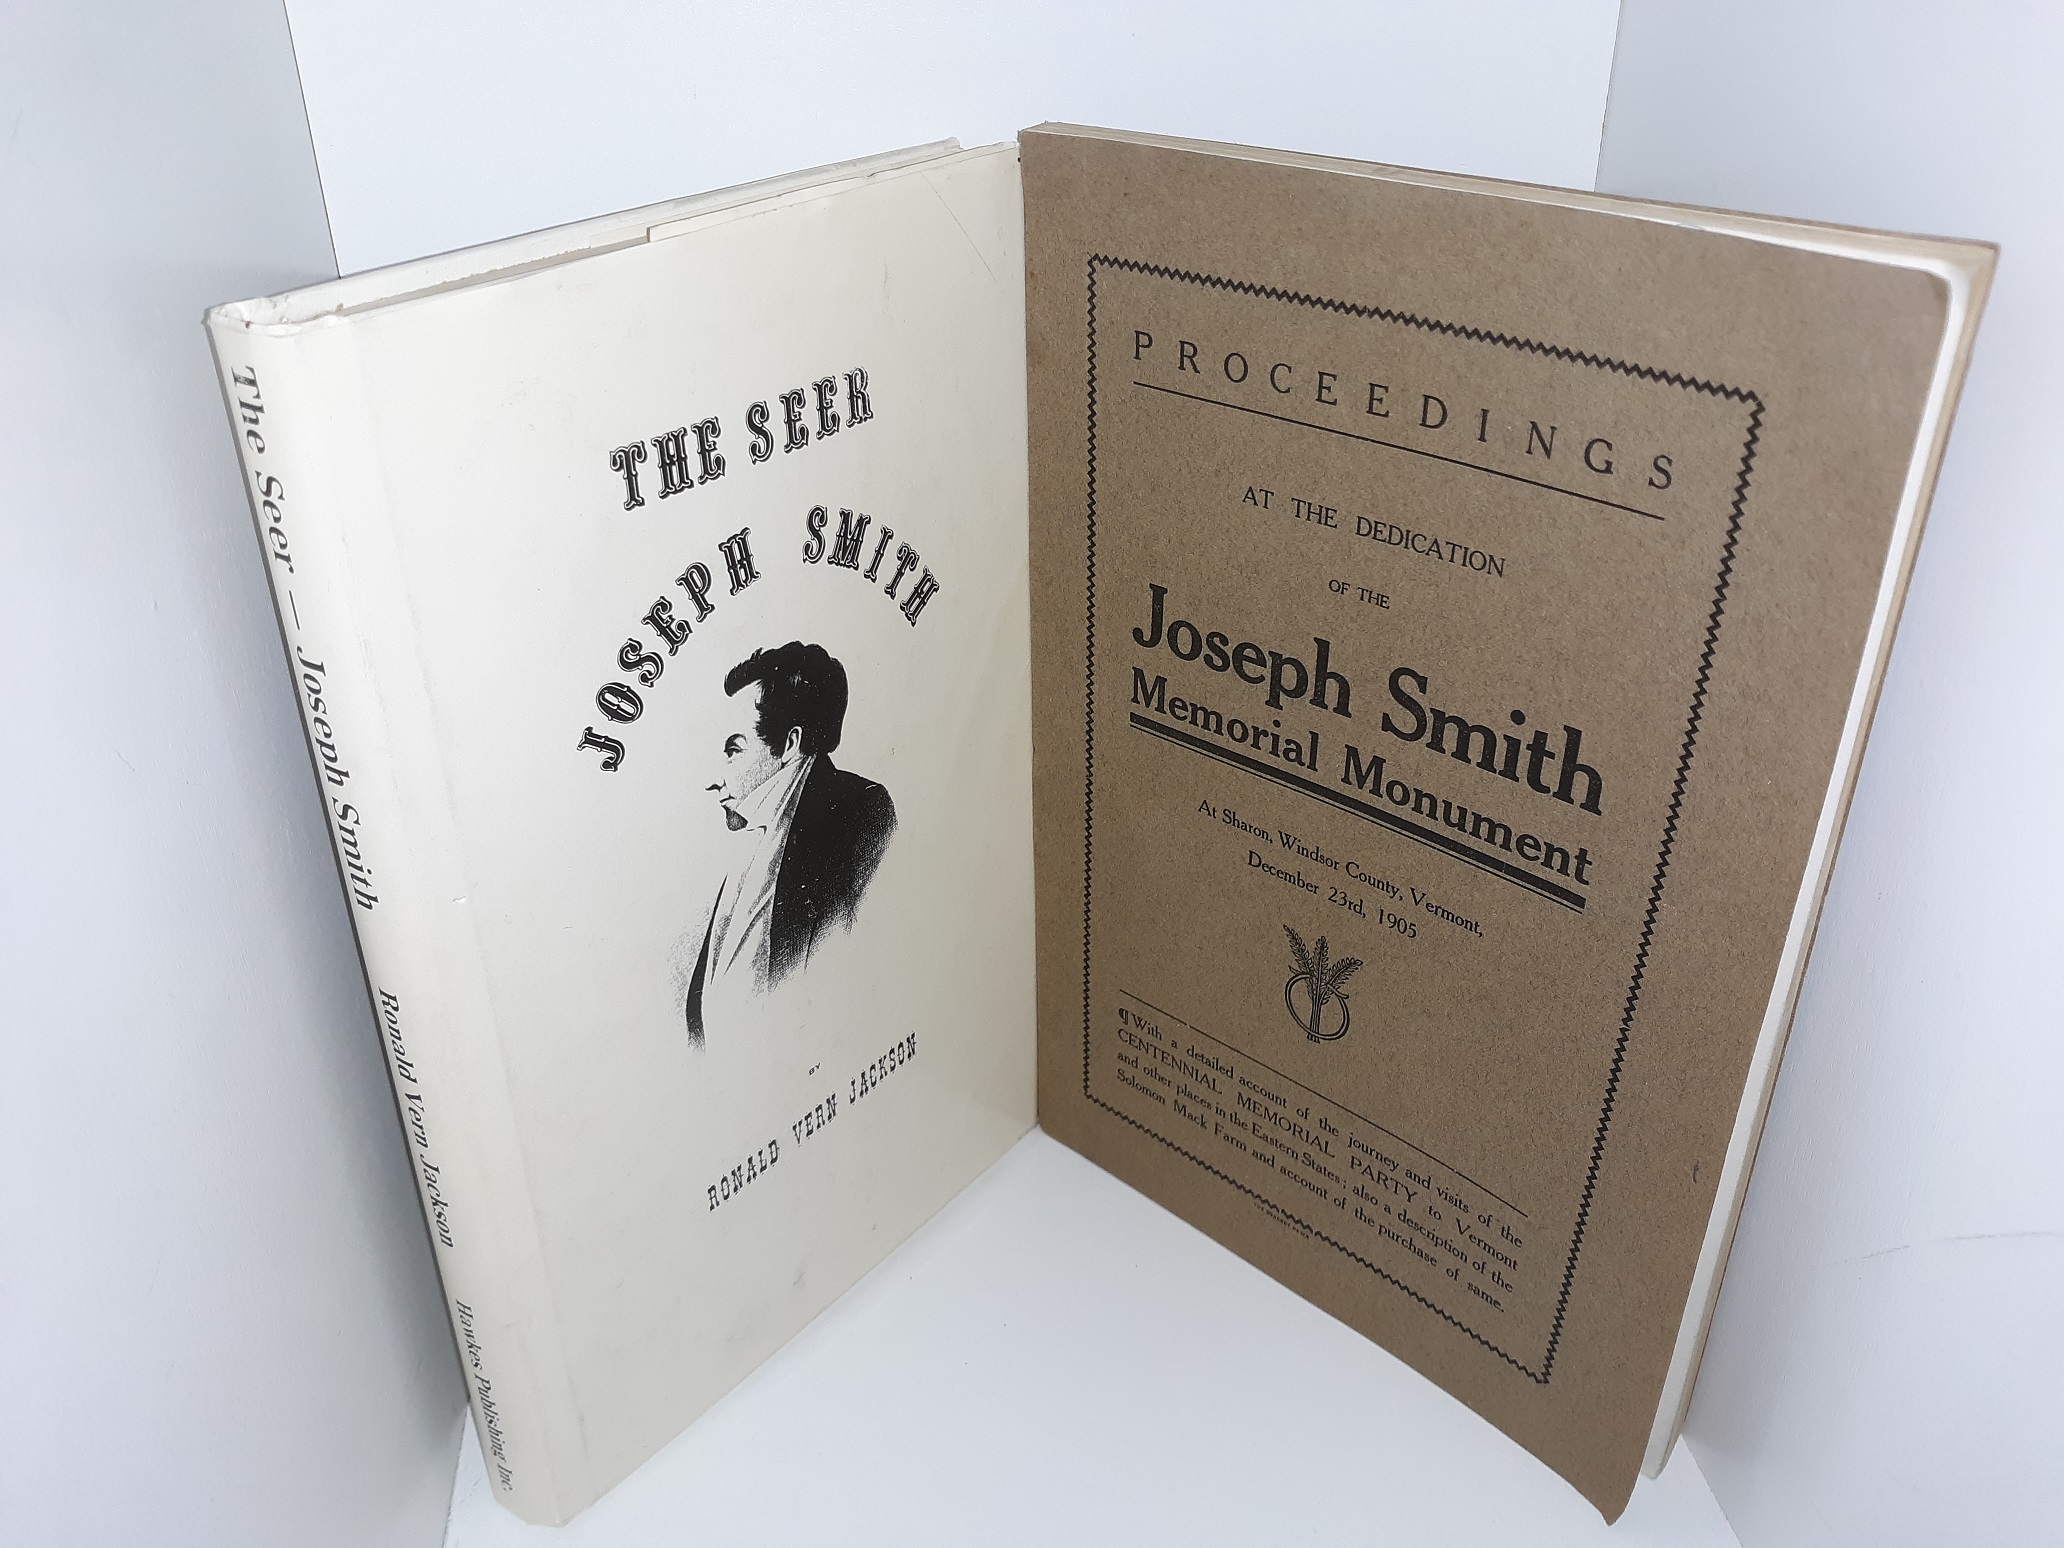 The Seer – Joseph Smith Ronald Vern Jackson Hawkes Publishing Inc.
THE SEER
JOSEPH SMITH
BY
RONALD VERN JACKSON
PROCEEDINGS
AT THE DEDICATION
OF THE
Joseph Smith
Memorial Monument
At Sharon, Windsor County, Vermont,
December 23rd, 1905
¶ With a detailed account of the journey and visits of the
CENTENNIAL MEMORIAL PARTY to Vermont
and other places in the Eastern States; also a description of the
Solomon Mack Farm and account of the purchase of same.
THE DESERET NEWS